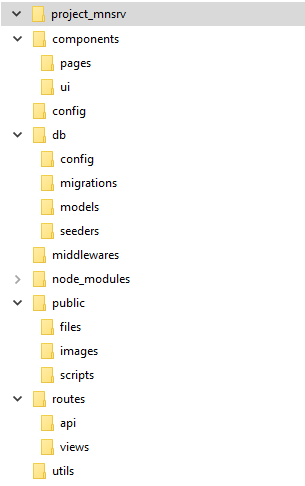 project_mnsrv
components
pages
ui
config
db
config
migrations
models
seeders
middlewares
node_modules
public
files
images
scripts
routes
api
views
utils